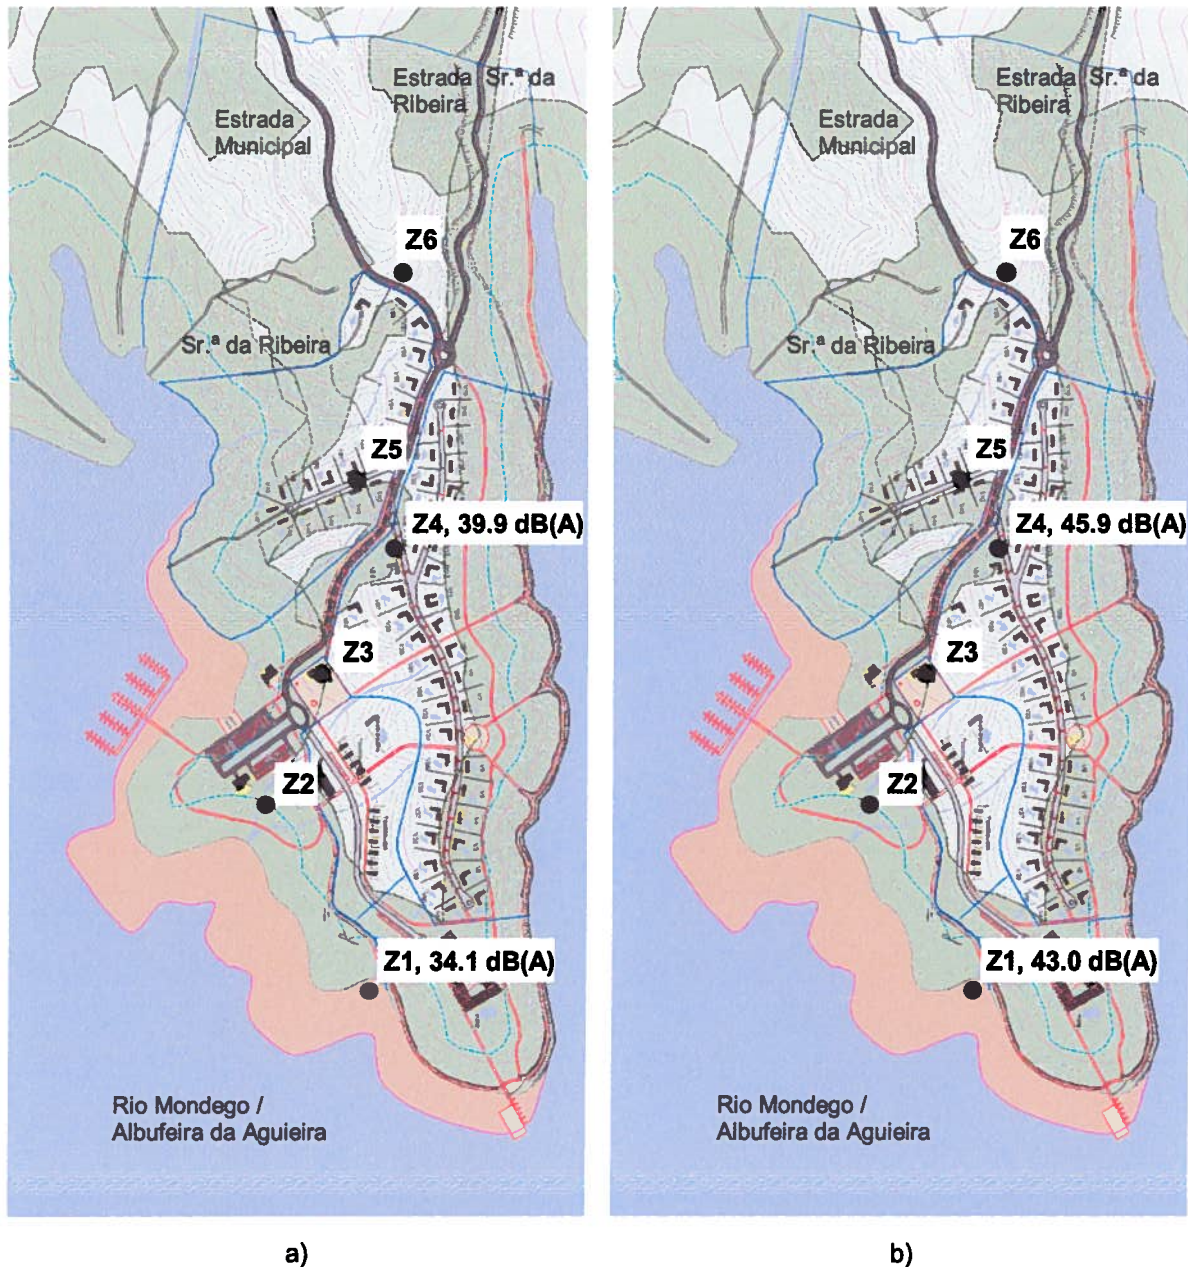 Estrada Sr.ª da
Ribeira
Estrada
Municipal
Z6
Sr.ª da Ribeira
Z5
Z4, 39.9 dB(A)
Z3
Z2
Z1, 34.1 dB(A)
Rio Mondego /
Albufeira da Aguieira
a)
Estrada Sr.ª da
Ribeira
Estrada
Municipal
Z6
Sr.ª da Ribeira
Z5
Z4, 45.9 dB(A)
Z3
Z2
Z1, 43.0 dB(A)
Rio Mondego /
Albufeira da Aguieira
b)